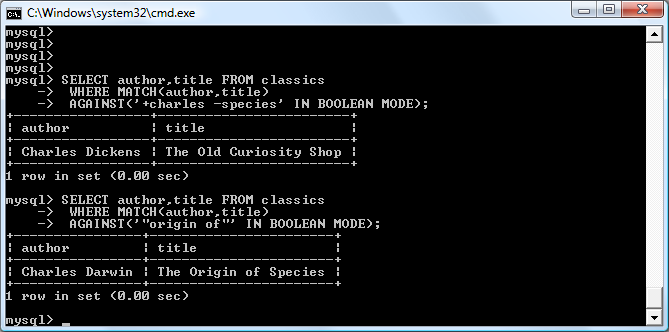 C:\Windows\system32\cmd.exe
mysql>
mysql>
mysql>
mysql>
mysql> SELECT author,title FROM classics
    -> WHERE MATCH(author,title)
    -> AGAINST('+charles -species' IN BOOLEAN MODE);
+-----------------+------------------------+
| author          | title                  |
+-----------------+------------------------+
| Charles Dickens | The Old Curiosity Shop |
+-----------------+------------------------+
1 row in set (0.00 sec)
mysql> SELECT author,title FROM classics
    -> WHERE MATCH(author,title)
    -> AGAINST('"origin of"' IN BOOLEAN MODE);
+----------------+-----------------------+
| author         | title                 |
+----------------+-----------------------+
| Charles Darwin | The Origin of Species |
+----------------+-----------------------+
1 row in set (0.00 sec)
mysql> _